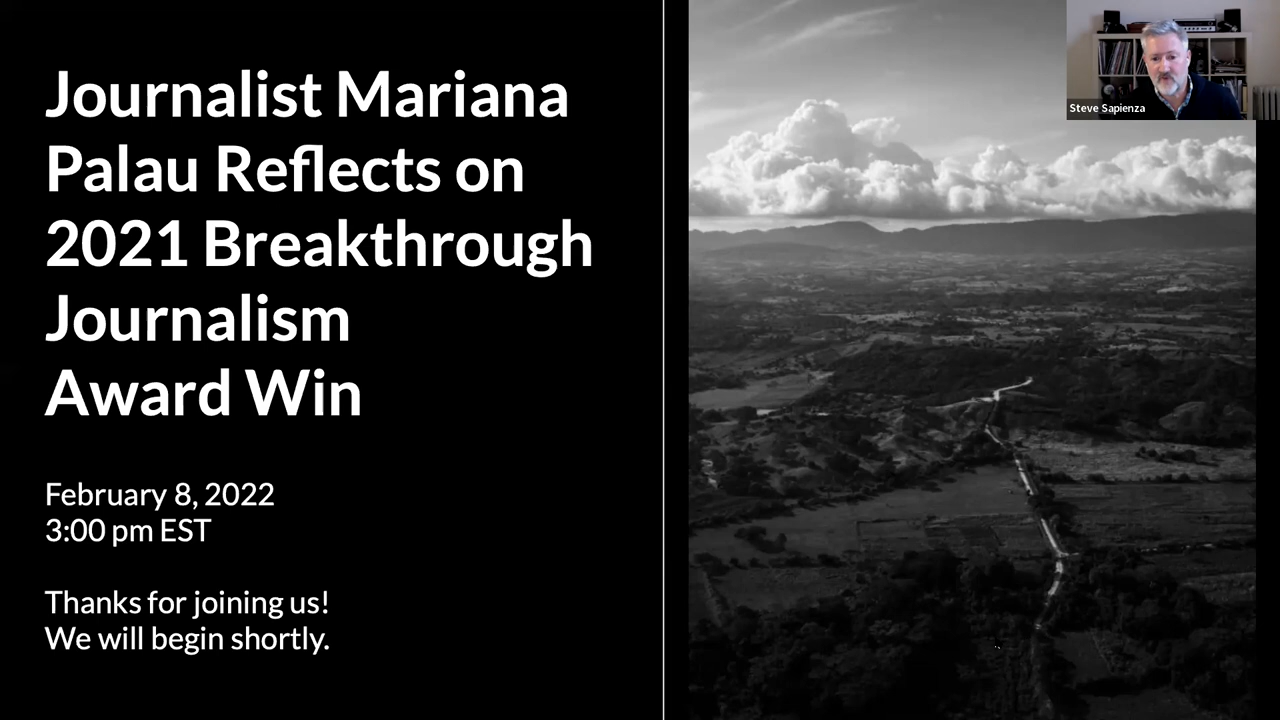 Journalist Mariana
Palau Reflects on
2021 Breakthrough
Journalism
Award Win
February 8, 2022
3:00 pm EST
Thanks for joining us!
We will begin shortly.
Steve Sapienza